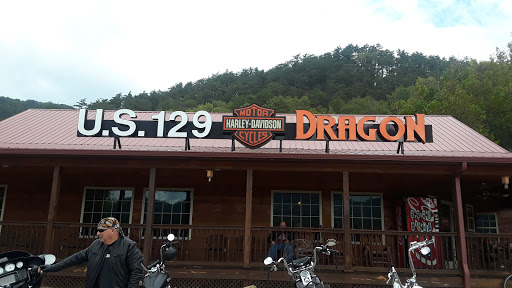 U.S. 129 MOTOR HARLEY-DAVIDSON CYCLES DRAGON